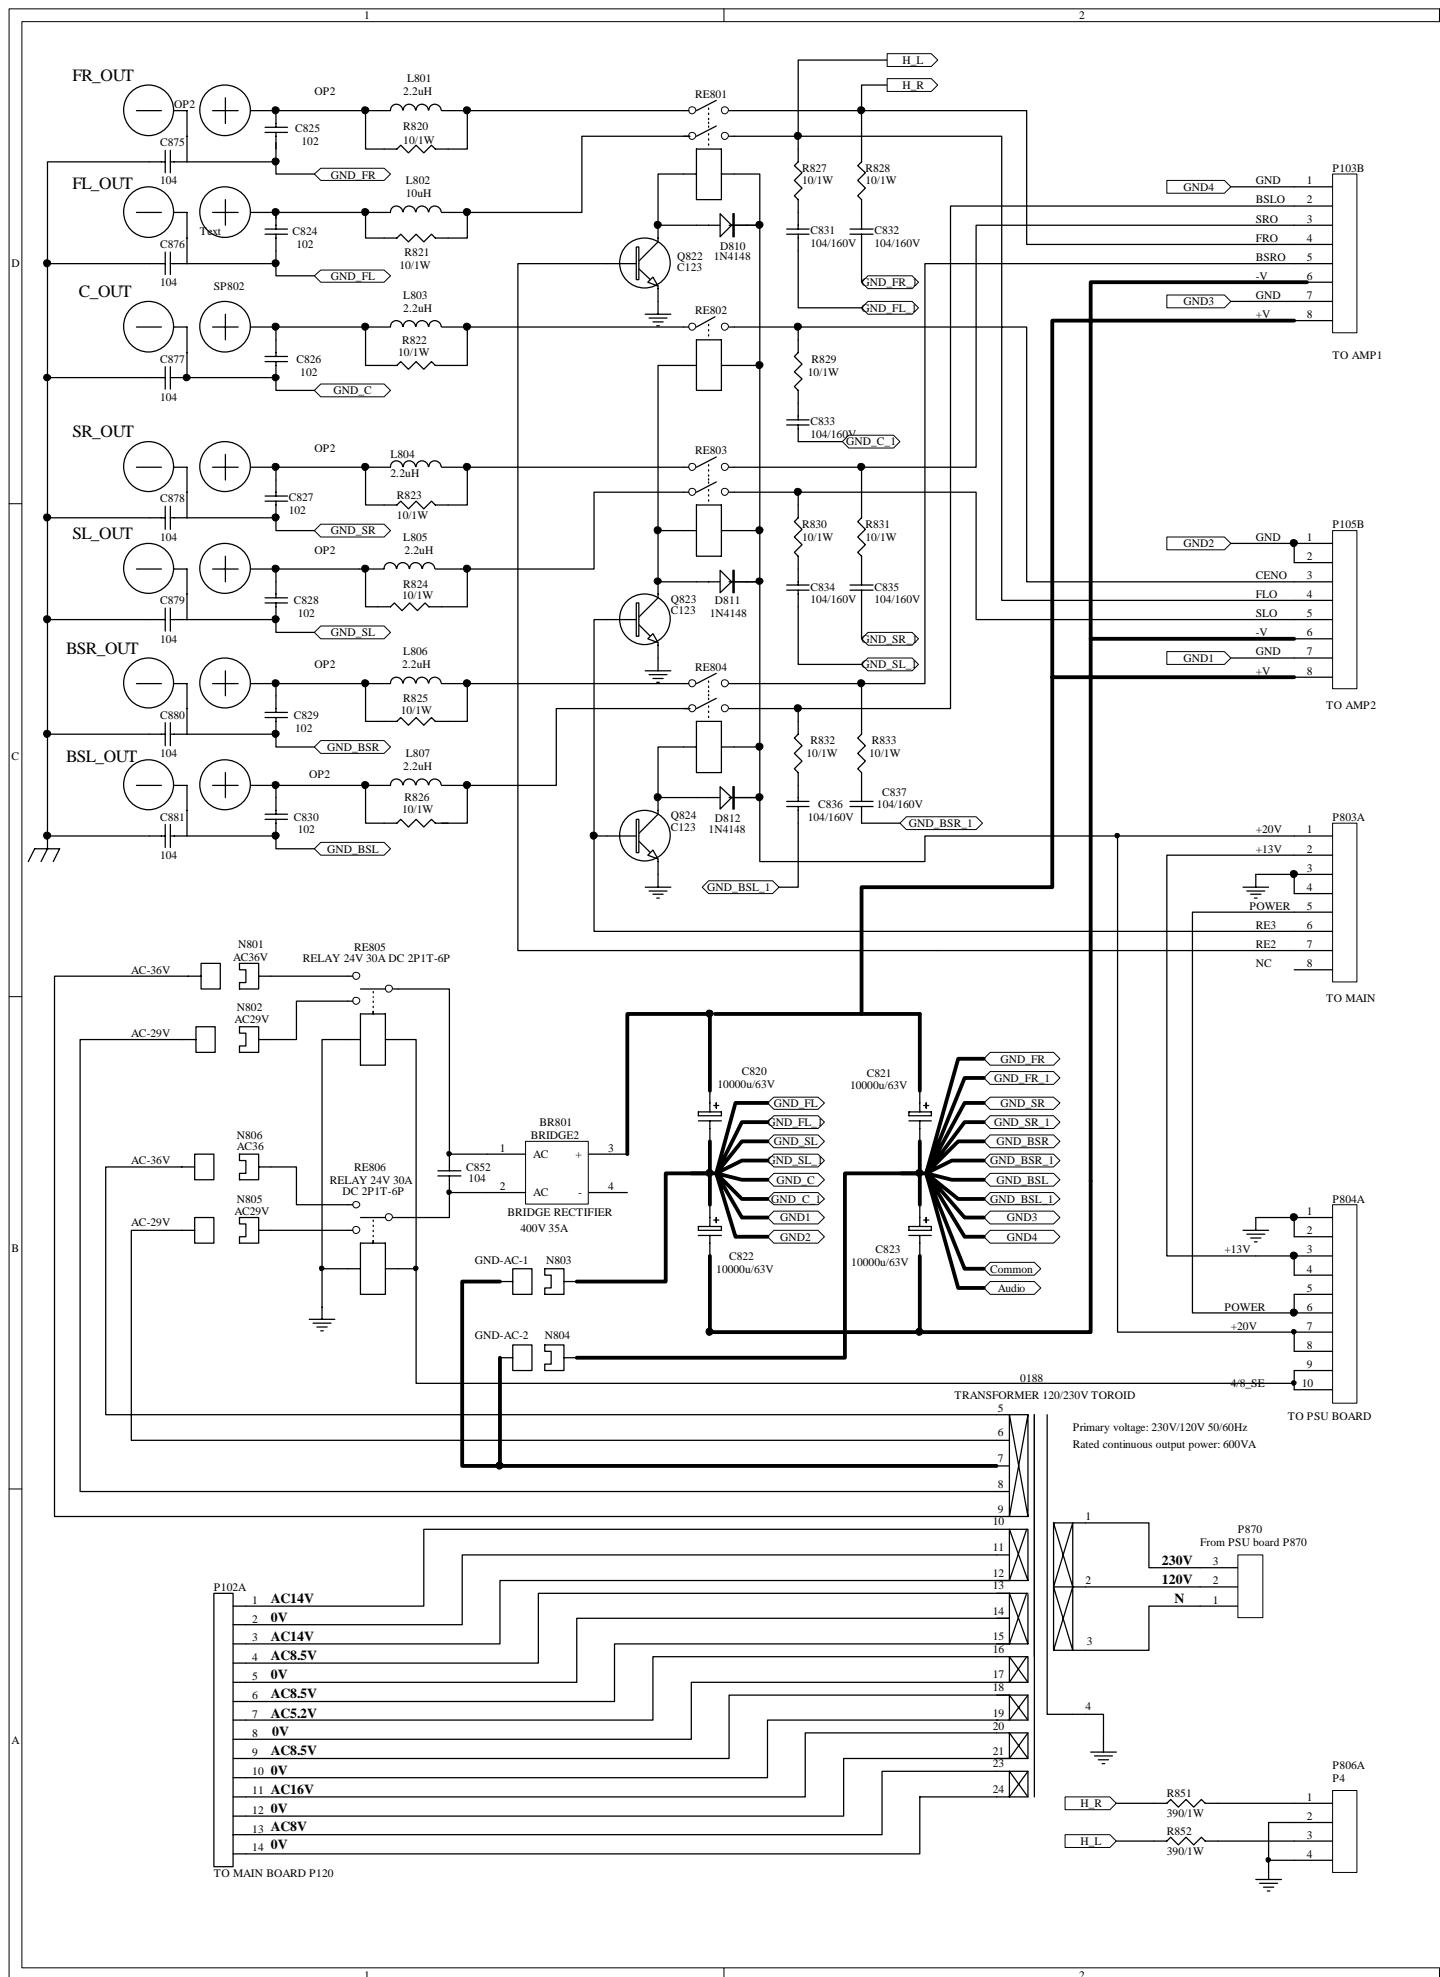 1
2
FR_OUT
OP2
OP2
L801
2.2uH
R820
10/1W
C825
102
C875
104
GND_FR
RE801
H_L
H_R
FL_OUT
Text
L802
10uH
R821
10/1W
C824
102
C876
104
GND_FL
R827
10/1W
R828
10/1W
C831
104/160V
C832
104/160V
D810
1N4148
Q822
C123
GND_FR_1
GND_FL_1
D
C_OUT
SP802
L803
2.2uH
R822
10/1W
C826
102
C877
104
GND_C
RE802
R829
10/1W
C833
104/160V
GND_C_1
P103B
GND4
GND 1
BSLO 2
SRO 3
FRO 4
BSRO 5
-V 6
GND3
GND 7
+V 8
TO AMP1
SR_OUT
OP2
L804
2.2uH
R823
10/1W
C827
102
C878
104
GND_SR
RE803
R830
10/1W
R831
10/1W
SL_OUT
OP2
L805
2.2uH
R824
10/1W
C828
102
C879
104
GND_SL
Q823
C123
D811
1N4148
C834
104/160V
C835
104/160V
GND_SR_1
GND_SL_1
P105B
GND2
GND 1
2
CENO 3
FLO 4
SLO 5
-V 6
GND1
GND 7
+V 8
TO AMP2
BSR_OUT
OP2
L806
2.2uH
R825
10/1W
C829
102
C880
104
GND_BSR
RE804
R832
10/1W
R833
10/1W
C
BSL_OUT
OP2
L807
2.2uH
R826
10/1W
C830
102
C881
104
GND_BSL
Q824
C123
D812
1N4148
C836
104/160V
C837
104/160V
GND_BSR_1
GND_BSL_1
P803A
+20V 1
+13V 2
3
4
POWER 5
RE3 6
RE2 7
NC 8
TO MAIN
AC-36V
N801
AC36V
RE805
RELAY 24V 30A DC 2P1T-6P
AC-29V
N802
AC29V
AC-36V
N806
AC36
RE806
RELAY 24V 30A
DC 2P1T-6P
AC-29V
N805
AC29V
C852
104
BR801
BRIDGE2
1 AC + 3
2 AC - 4
BRIDGE RECTIFIER
400V 35A
C820
10000u/63V
+
GND_FL
GND_FL_1
GND_SL
GND_SL_1
GND_C
GND_C_1
GND1
GND2
C822
10000u/63V
C821
10000u/63V
+
GND_FR
GND_FR_1
GND_SR
GND_SR_1
GND_BSR
GND_BSR_1
GND_BSL
GND_BSL_1
GND3
GND4
Common
Audio
C823
10000u/63V
B
GND-AC-1
N803
GND-AC-2
N804
P804A
1
2
+13V 3
4
5
POWER 6
+20V 7
8
9
4/8_SE 10
TO PSU BOARD
0188
TRANSFORMER 120/230V TOROID
Primary voltage: 230V/120V 50/60Hz
Rated continuous output power: 600VA
5
6
7
8
9
10
11
12
13
14
15
16
17
18
19
20
21
23
24
1
2
3
4
P870
From PSU board P870
230V 3
120V 2
N 1
P102A
1 AC14V
2 0V
3 AC14V
4 AC8.5V
5 0V
6 AC8.5V
7 AC5.2V
8 0V
9 AC8.5V
10 0V
11 AC16V
12 0V
13 AC8V
14 0V
TO MAIN BOARD P120
A
P806A
P4
H_R
R851
390/1W
1
2
H_L
R852
390/1W
3
4
1
2